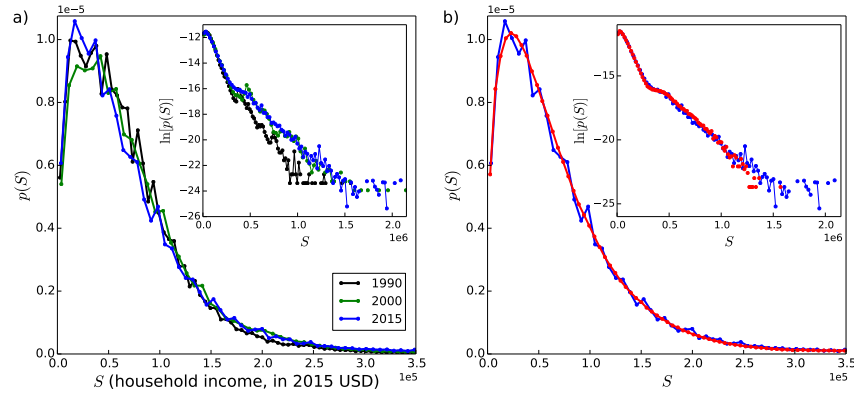 a)
1e-5
1.0
0.8
0.6
0.4
0.2
0.0
p(S)
0.0 0.5 1.0 1.5 2.0 2.5 3.0 3.5
1e5
S (household income, in 2015 USD)
−12
−14
−16
−18
−20
−22
−24
−26
ln[p(S)]
0.0 0.5 1.0 1.5 2.0
1e6
S
1990
2000
2015
b)
1e-5
1.0
0.8
0.6
0.4
0.2
0.0
p(S)
0.0 0.5 1.0 1.5 2.0 2.5 3.0 3.5
1e5
S
−15
−20
−25
ln[p(S)]
0.0 0.5 1.0 1.5 2.0
1e6
S